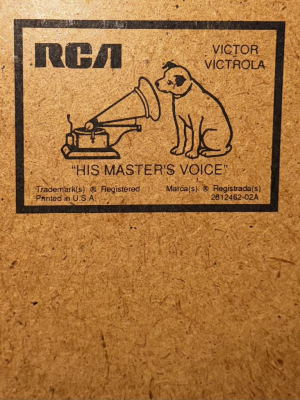 RCA
VICTOR
VICTROLA
"HIS MASTER'S VOICE"
Trademark(s) ® Registered
Marca(s) ® Registrada(s)
Printed in U.S.A.
2612462-02A